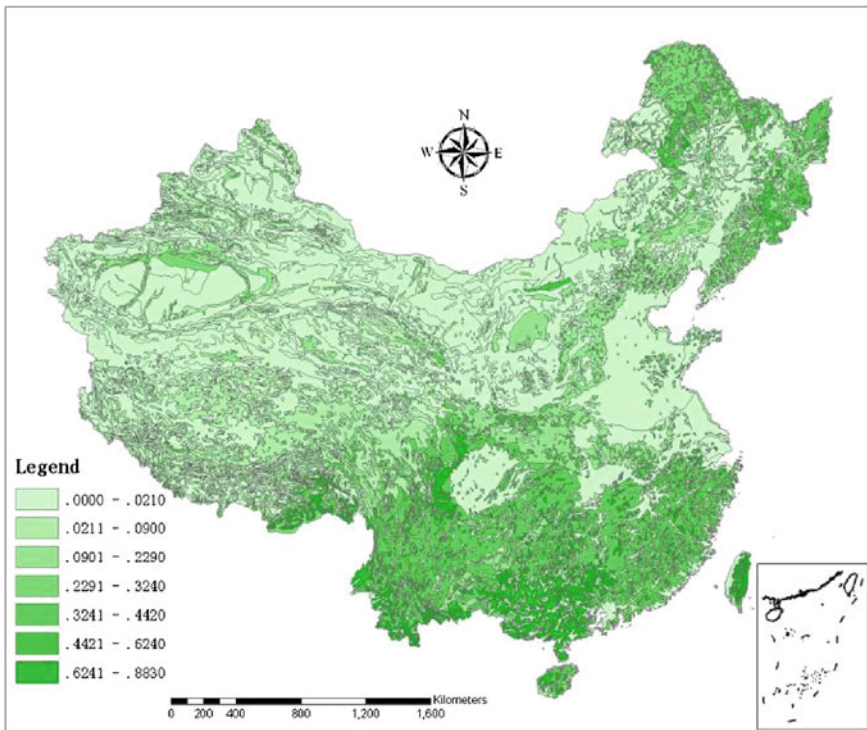 N
W E
S
Legend
.0000 - .0210
.0211 - .0900
.0901 - .2290
.2291 - .3240
.3241 - .4420
.4421 - .6240
.6241 - .8830
Kilometers
0 200 400 800 1,200 1,600